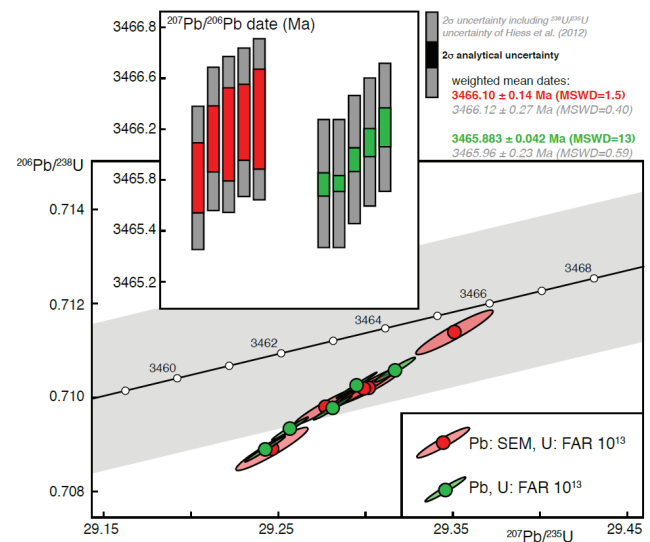 ²⁰⁷Pb/²⁰⁶Pb date (Ma)
3466.8
3466.6
3466.2
3465.8
3465.4
3465.2
2σ uncertainty including ²³⁸U/²³⁵U
uncertainty of Hiess et al. (2012)
2σ analytical uncertainty
weighted mean dates:
3466.10 ± 0.14 Ma (MSWD=1.5)
3466.12 ± 0.27 Ma (MSWD=0.40)
3465.883 ± 0.042 Ma (MSWD=13)
3465.96 ± 0.23 Ma (MSWD=0.59)
²⁰⁶Pb/²³⁸U
0.714
0.712
0.710
0.708
3460
3462
3464
3466
3468
Pb: SEM, U: FAR 10¹³
Pb, U: FAR 10¹³
29.15
29.25
29.35
29.45
²⁰⁷Pb/²³⁵U